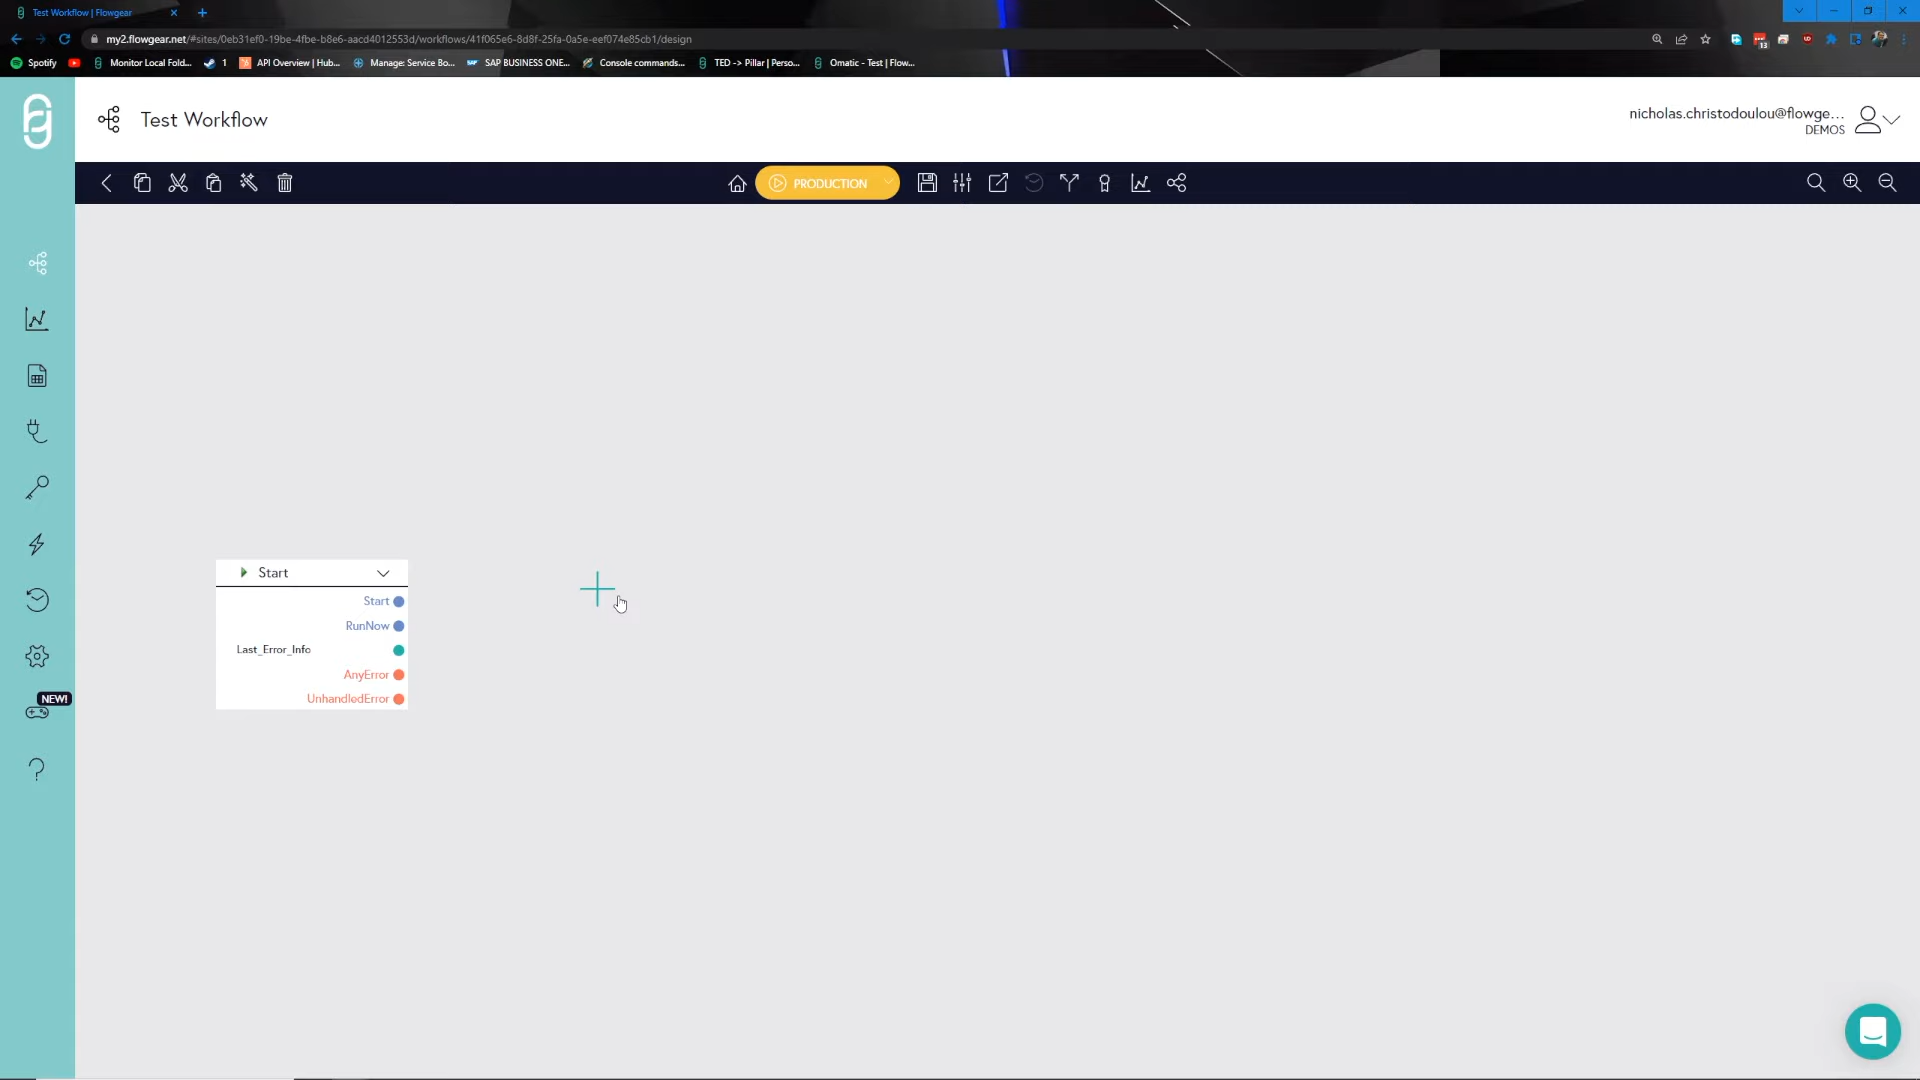 Test Workflow | Flowgear
my2.flowgear.net/#sites/0eb31ef0-19be-4fbe-b8e6-aacd4012553d/workflows/41f065e6-8d8f-25fa-0a5e-eef074e85cb1/design
13
Spotify
Monitor Local Fold...
1
API Overview | Hub...
Manage: Service Bo...
SAP BUSINESS ONE...
Console commands...
TED -> Pillar | Perso...
Omatic - Test | Flow...
Test Workflow
nicholas.christodoulou@flowge...
DEMOS
PRODUCTION
Start
Start
RunNow
Last_Error_Info
AnyError
UnhandledError
NEW!